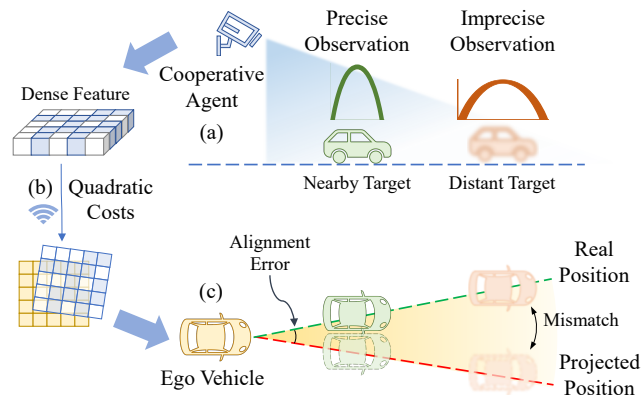 Precise
Observation
Imprecise
Observation
Cooperative
Agent
Dense Feature
(a)
Nearby Target
Distant Target
(b)
Quadratic
Costs
Alignment
Error
(c)
Real
Position
Mismatch
Ego Vehicle
Projected
Position